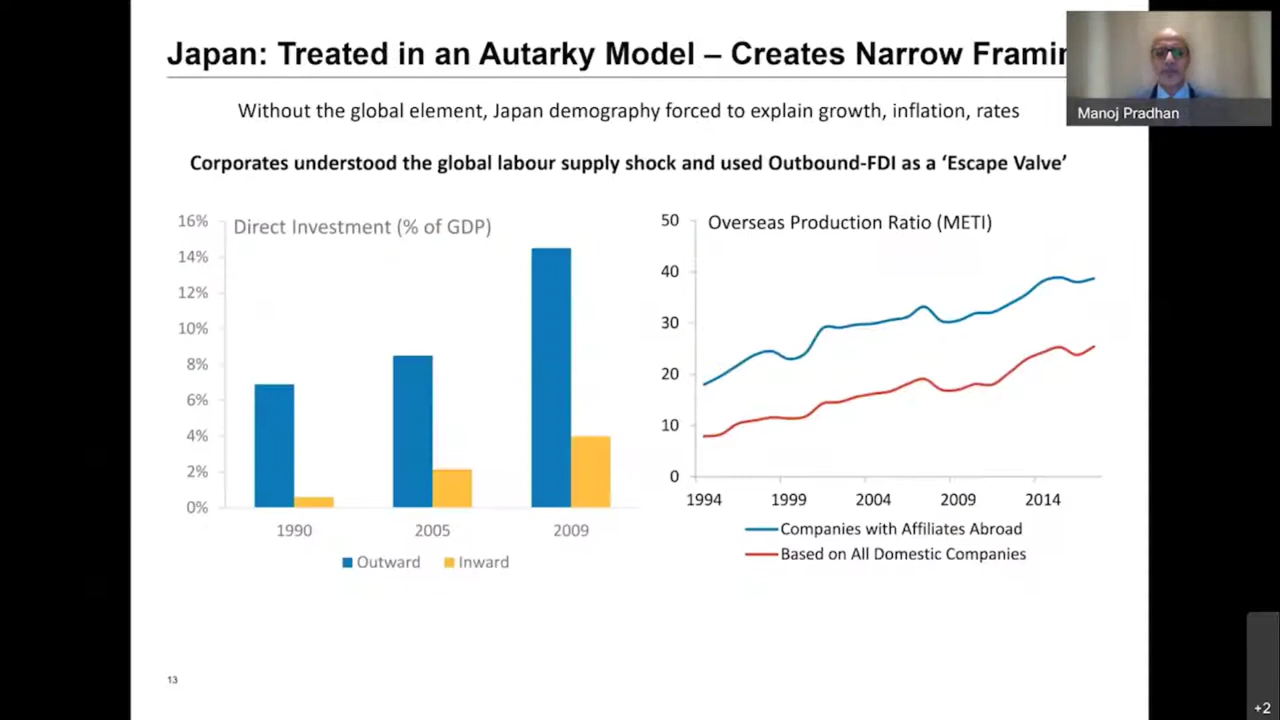 Japan: Treated in an Autarky Model – Creates Narrow
Manoj Pradhan
Without the global element, Japan demography forced to explain growth, inflation, rates
Corporates understood the global labour supply shock and used Outbound-FDI as a ‘Escape Valve’
Direct Investment (% of GDP)
16%
14%
12%
10%
8%
6%
4%
2%
0%
1990 2005 2009
Outward Inward
Overseas Production Ratio (METI)
50
40
30
20
10
0
1994 1999 2004 2009 2014
Companies with Affiliates Abroad
Based on All Domestic Companies
13
+2